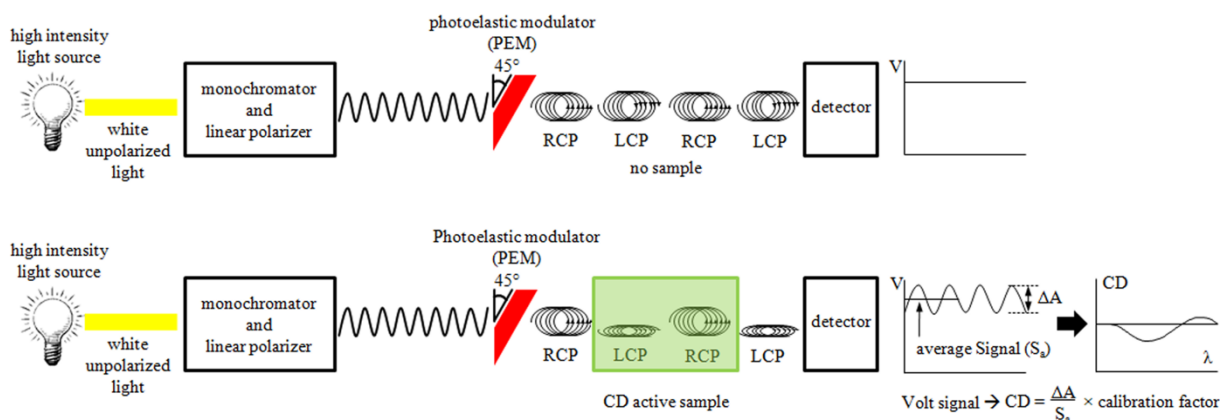 high intensity
light source
white
unpolarized
light
monochromator
and
linear polarizer
photoelastic modulator
(PEM)
45°
RCP
LCP
RCP
LCP
no sample
detector
V
high intensity
light source
white
unpolarized
light
monochromator
and
linear polarizer
Photoelastic modulator
(PEM)
45°
RCP
LCP
RCP
LCP
CD active sample
detector
V
ΔA
average Signal (Sa)
CD
λ
Volt signal → CD = ΔA/Sa × calibration factor